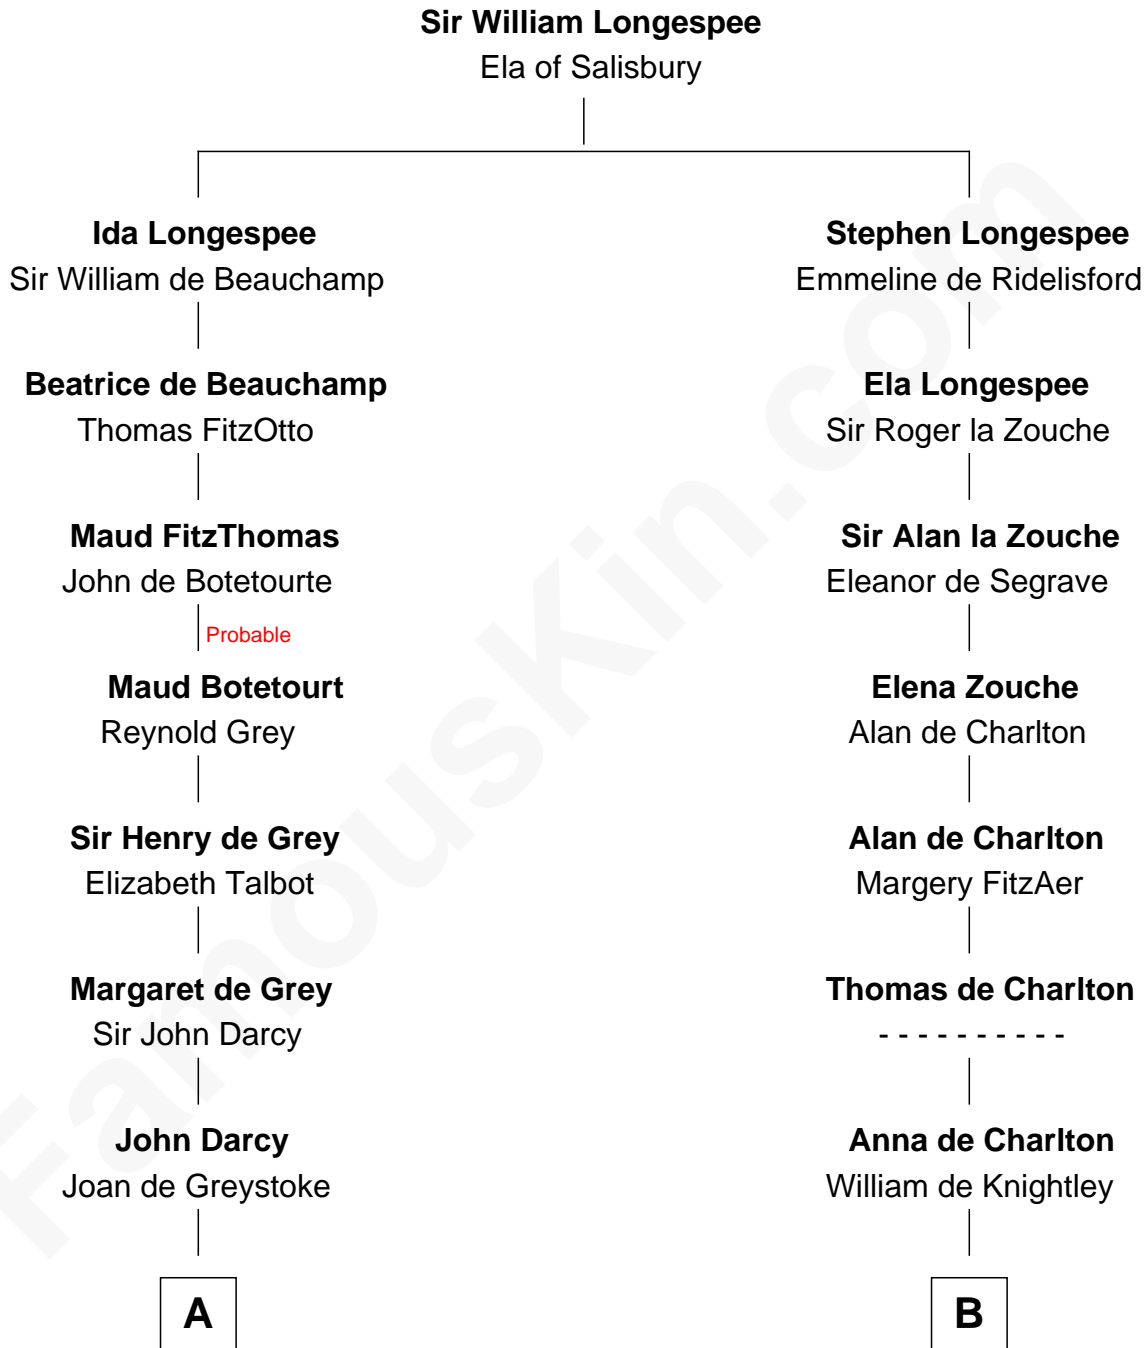 Sir William Longespee
Ela of Salisbury
Ida Longespee
Sir William de Beauchamp
Stephen Longespee
Emmeline de Ridelisford
Beatrice de Beauchamp
Thomas FitzOtto
Ela Longespee
Sir Roger la Zouche
Maud FitzThomas
John de Botetourte
Sir Alan la Zouche
Eleanor de Segrave
Probable
Maud Botetourt
Reynold Grey
Elena Zouche
Alan de Charlton
Sir Henry de Grey
Elizabeth Talbot
Alan de Charlton
Margery FitzAer
Margaret de Grey
Sir John Darcy
Thomas de Charlton
- - - - - - - - - -
John Darcy
Joan de Greystoke
Anna de Charlton
William de Knightley
A
B
FamousKin.com